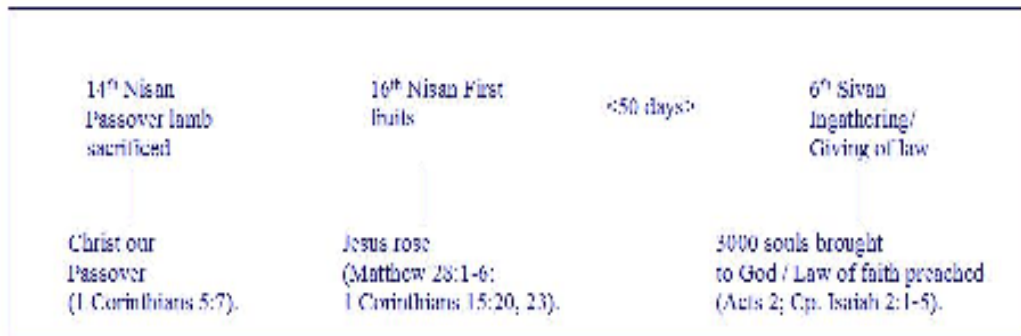 14th Nisan
Passover lamb
sacrificed
16th Nisan First
fruits
<50 days>
6th Sivan
Ingathering/
Giving of law
Christ our
Passover
(1 Corinthians 5:7).
Jesus rose
(Matthew 28:1-6;
1 Corinthians 15:20, 23).
3000 souls brought
to God / Law of faith preached
(Acts 2; Cp. Isaiah 2:1-5).